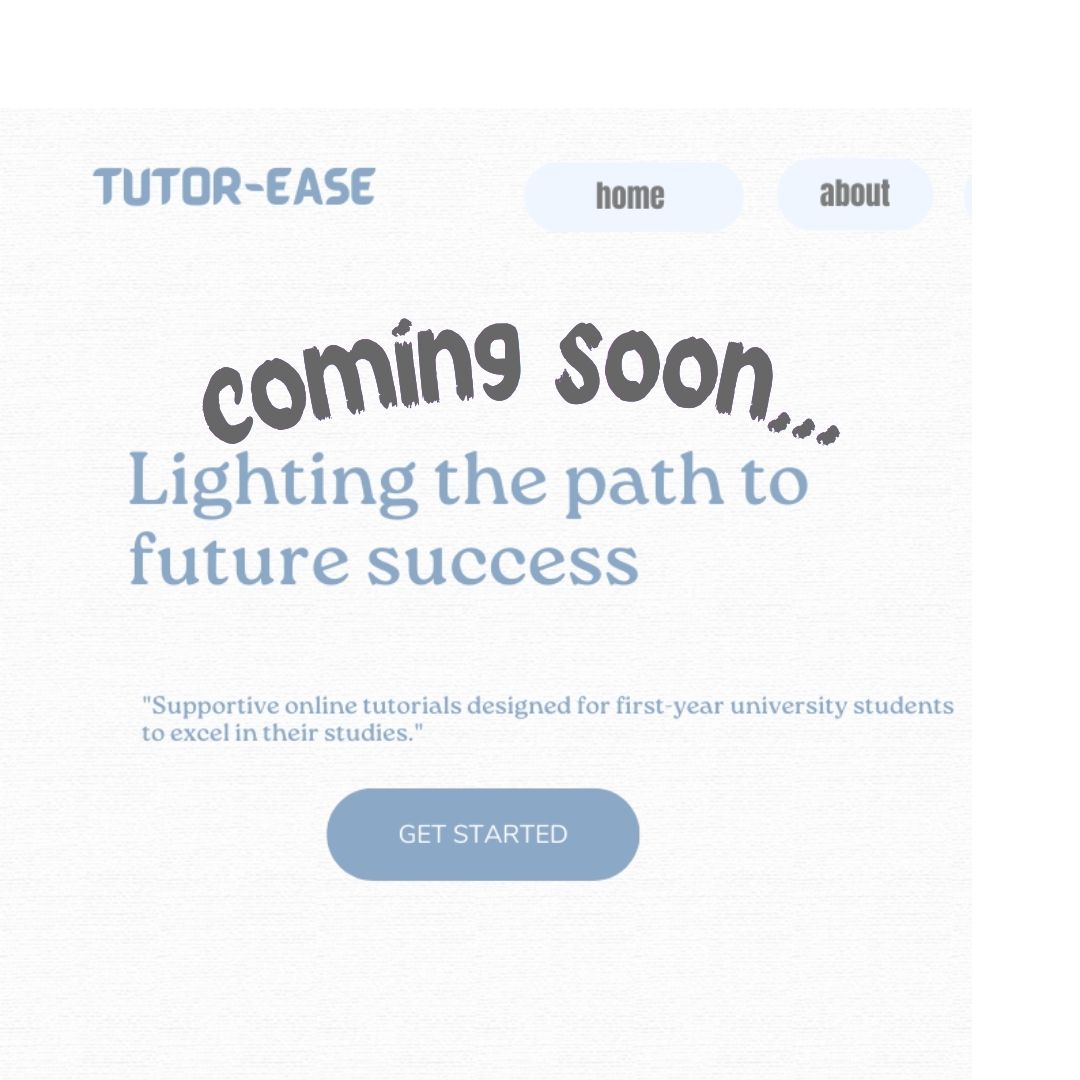 TUTOR-EASE
home
about
coming soon...
Lighting the path to
future success
"Supportive online tutorials designed for first-year university students
to excel in their studies."
GET STARTED